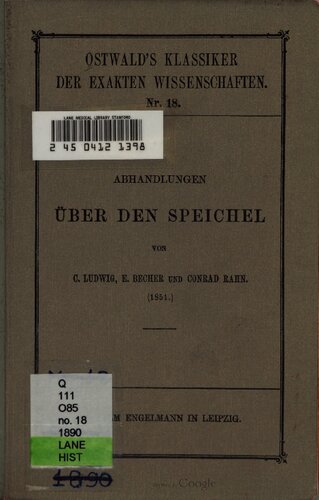 OSTWALD'S KLASSIKER
DER EXAKTEN WISSENSCHAFTEN.
Nr. 18.
LANE MEDICAL LIBRARY STANFORD
2 45 0412 1398
ABHANDLUNGEN
ÜBER DEN SPEICHEL
VON
C. LUDWIG, E. BECHER UND CONRAD RAHN.
(1851.)
Q
111
O85
no. 18
1890
LANE
HIST
M ENGELMANN IN LEIPZIG.
1890
Google